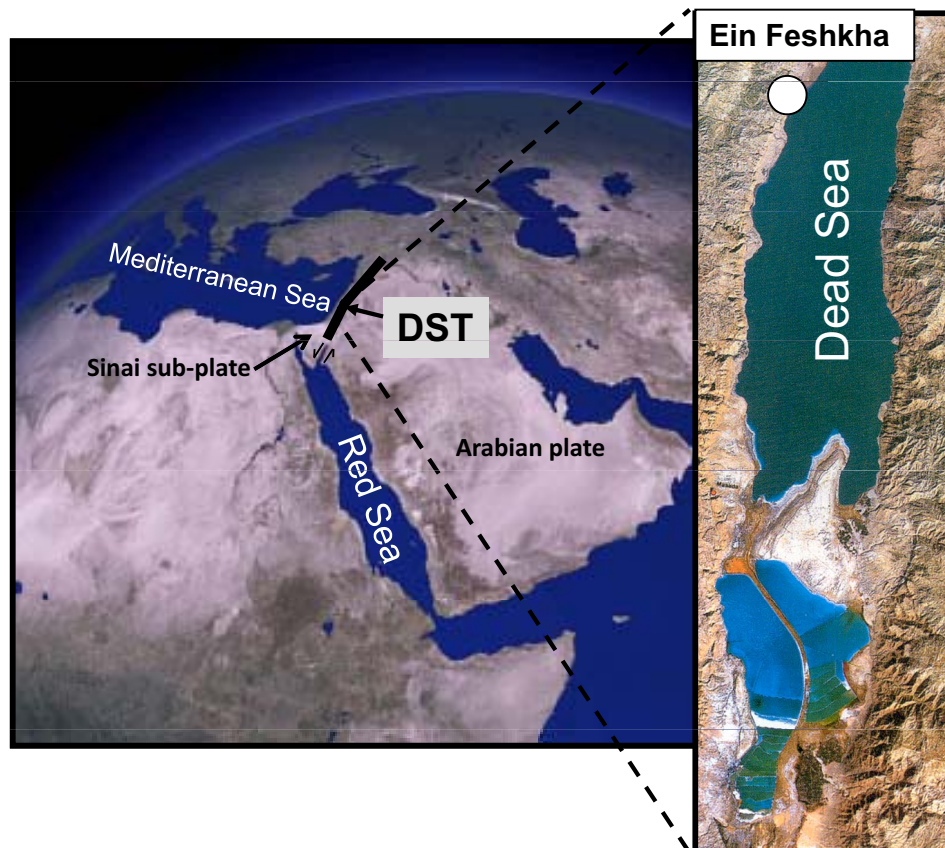 Ein Feshkha
Mediterranean Sea
DST
Sinai sub-plate
Arabian plate
Red Sea
Dead Sea